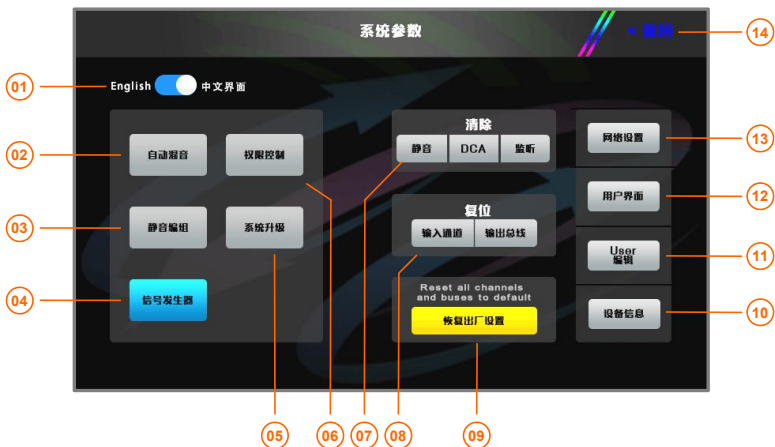 系统参数
< 返回
14
01
English 中文界面
清除
静音 DCA 监听
网络设置
13
02
自动混音 权限控制
用户界面
12
复位
输入通道 输出总线
03
静音编组 系统升级
User
编辑
11
Reset all channels
and buses to default
恢复出厂设置
04
信号发生器
设备信息
10
05 06 07 08 09